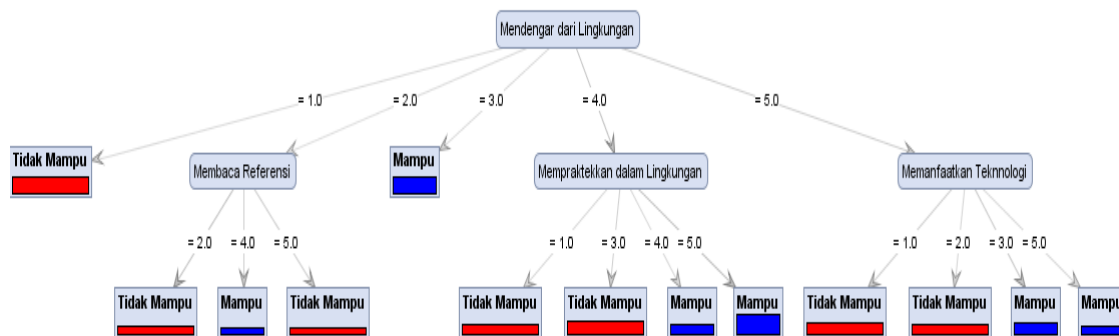 Mendengar dari Lingkungan
= 1.0
= 2.0
= 3.0
= 4.0
= 5.0
Tidak Mampu
Membaca Referensi
Mampu
Mempraktekkan dalam Lingkungan
Memanfaatkan Teknnologi
= 2.0
= 4.0
= 5.0
= 1.0
= 3.0
= 4.0
= 5.0
= 1.0
= 2.0
= 3.0
= 5.0
Tidak Mampu
Mampu
Tidak Mampu
Tidak Mampu
Tidak Mampu
Mampu
Mampu
Tidak Mampu
Tidak Mampu
Mampu
Mampu